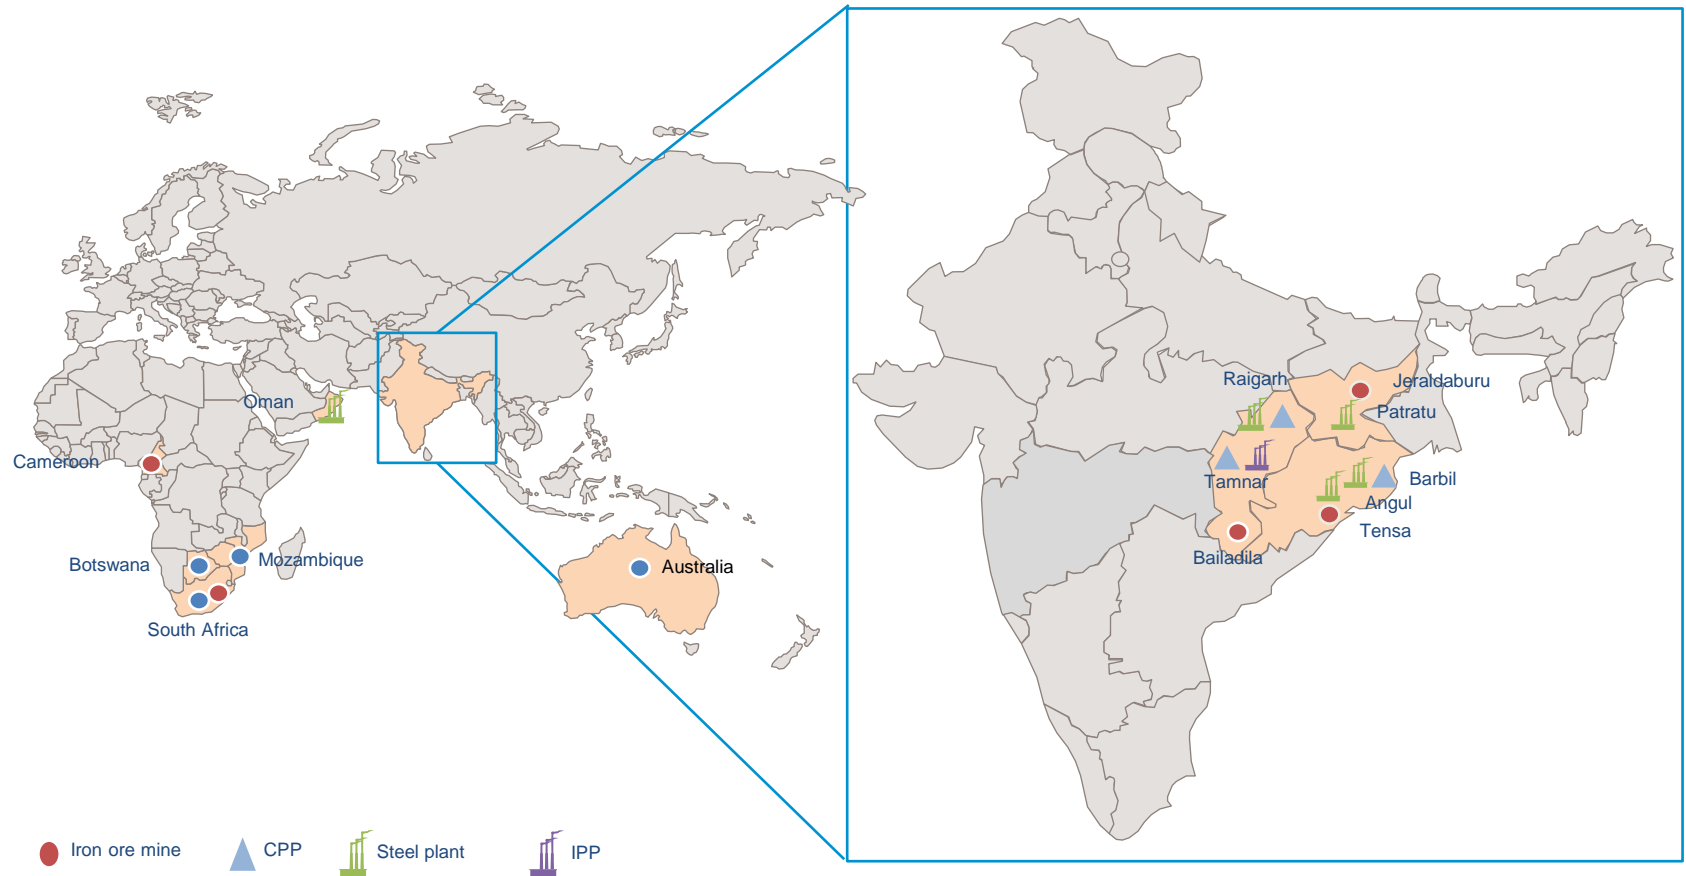 Oman
Cameroon
Botswana
Mozambique
South Africa
Australia
Raigarh
Jeraldaburu
Patratu
Tamnar
Barbil
Angul
Tensa
Bailadila
Iron ore mine
CPP
Steel plant
IPP